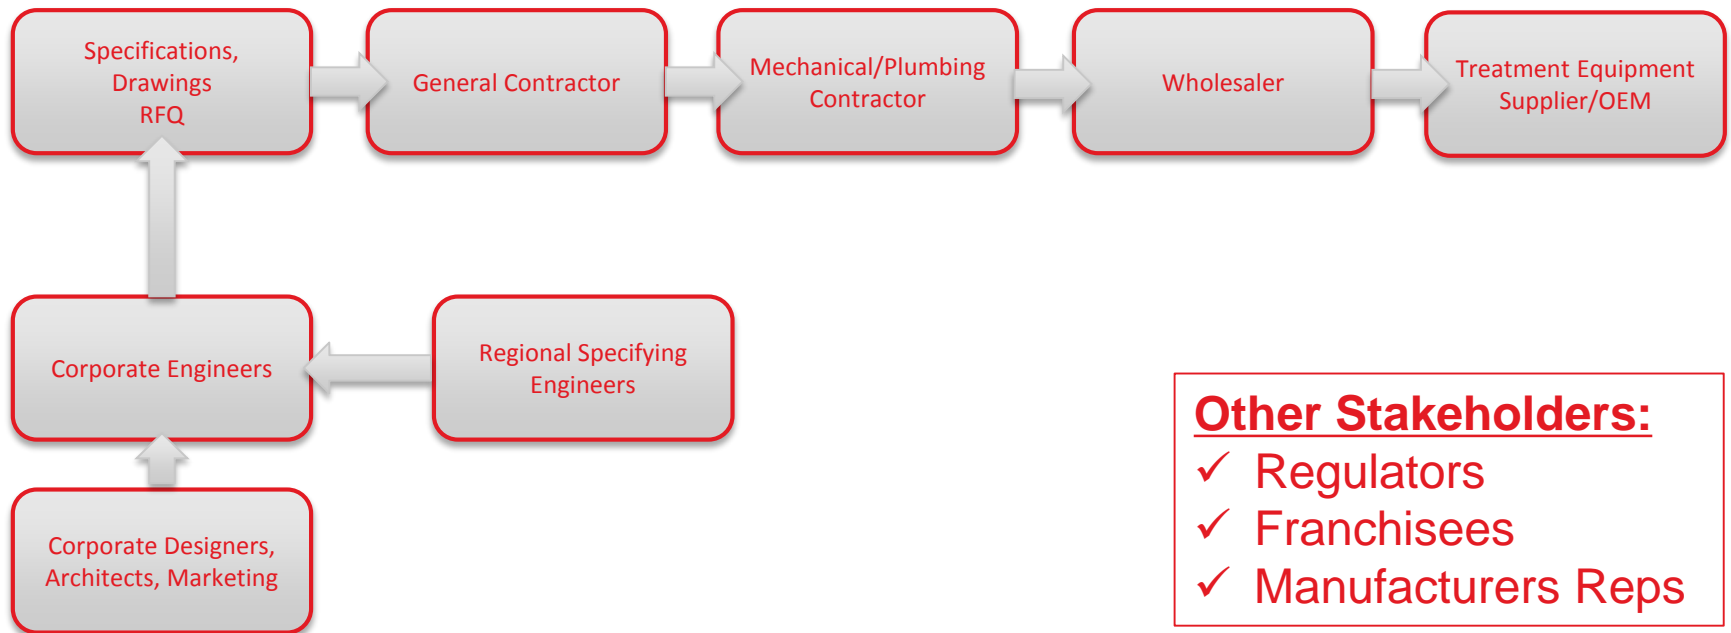 Specifications,
Drawings
RFQ
General Contractor
Mechanical/Plumbing
Contractor
Wholesaler
Treatment Equipment
Supplier/OEM
Corporate Engineers
Regional Specifying
Engineers
Corporate Designers,
Architects, Marketing
Other Stakeholders:
✓ Regulators
✓ Franchisees
✓ Manufacturers Reps